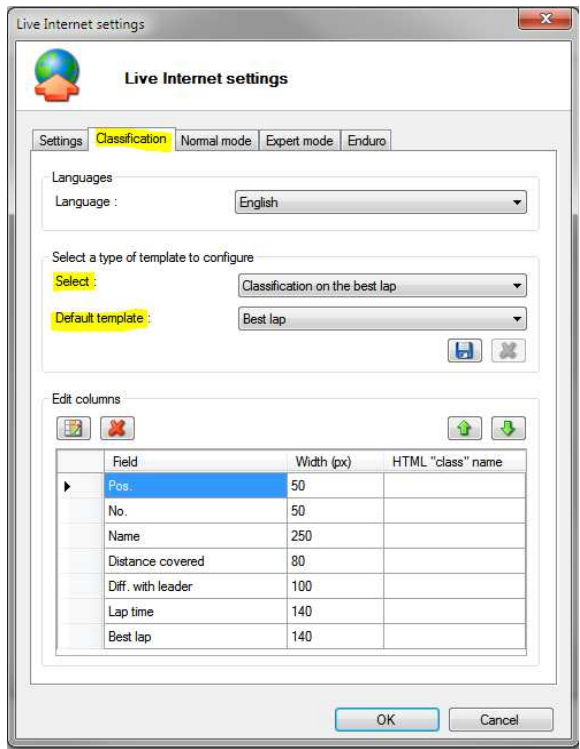 Live Internet settings
Live Internet settings
Settings Classification Normal mode Expert mode Enduro
Languages
Language : English
Select a type of template to configure
Select : Classification on the best lap
Default template : Best lap
Edit columns
Field Width (px) HTML "class" name
Pos. 50
No. 50
Name 250
Distance covered 80
Diff. with leader 100
Lap time 140
Best lap 140
OK Cancel